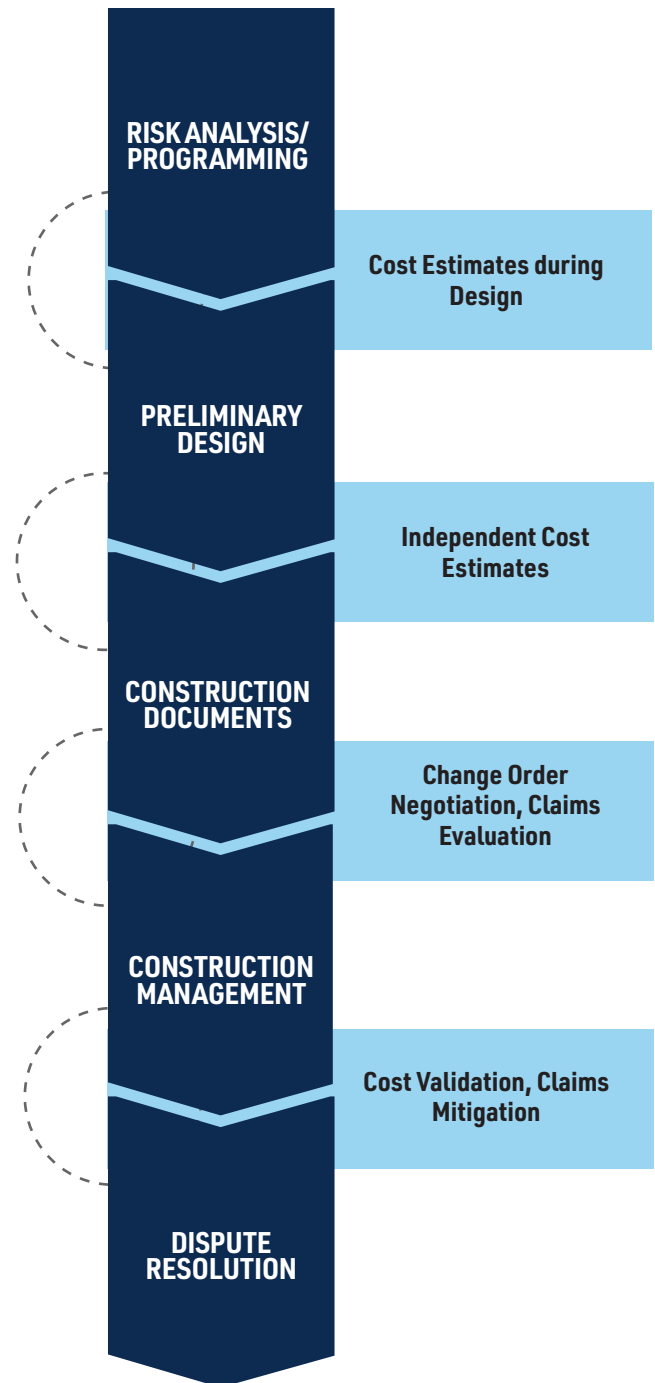 RISK ANALYSIS/
PROGRAMMING
Cost Estimates during
Design
PRELIMINARY
DESIGN
Independent Cost
Estimates
CONSTRUCTION
DOCUMENTS
Change Order
Negotiation, Claims
Evaluation
CONSTRUCTION
MANAGEMENT
Cost Validation, Claims
Mitigation
DISPUTE
RESOLUTION